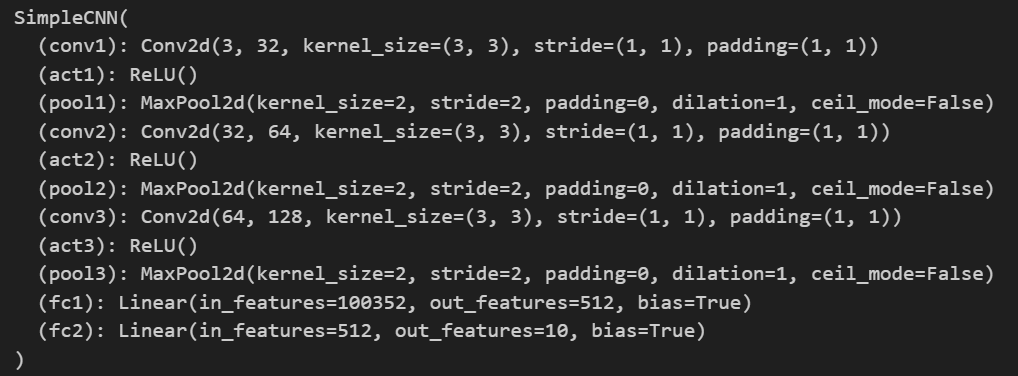 SimpleCNN(
  (conv1): Conv2d(3, 32, kernel_size=(3, 3), stride=(1, 1), padding=(1, 1))
  (act1): ReLU()
  (pool1): MaxPool2d(kernel_size=2, stride=2, padding=0, dilation=1, ceil_mode=False)
  (conv2): Conv2d(32, 64, kernel_size=(3, 3), stride=(1, 1), padding=(1, 1))
  (act2): ReLU()
  (pool2): MaxPool2d(kernel_size=2, stride=2, padding=0, dilation=1, ceil_mode=False)
  (conv3): Conv2d(64, 128, kernel_size=(3, 3), stride=(1, 1), padding=(1, 1))
  (act3): ReLU()
  (pool3): MaxPool2d(kernel_size=2, stride=2, padding=0, dilation=1, ceil_mode=False)
  (fc1): Linear(in_features=100352, out_features=512, bias=True)
  (fc2): Linear(in_features=512, out_features=10, bias=True)
)